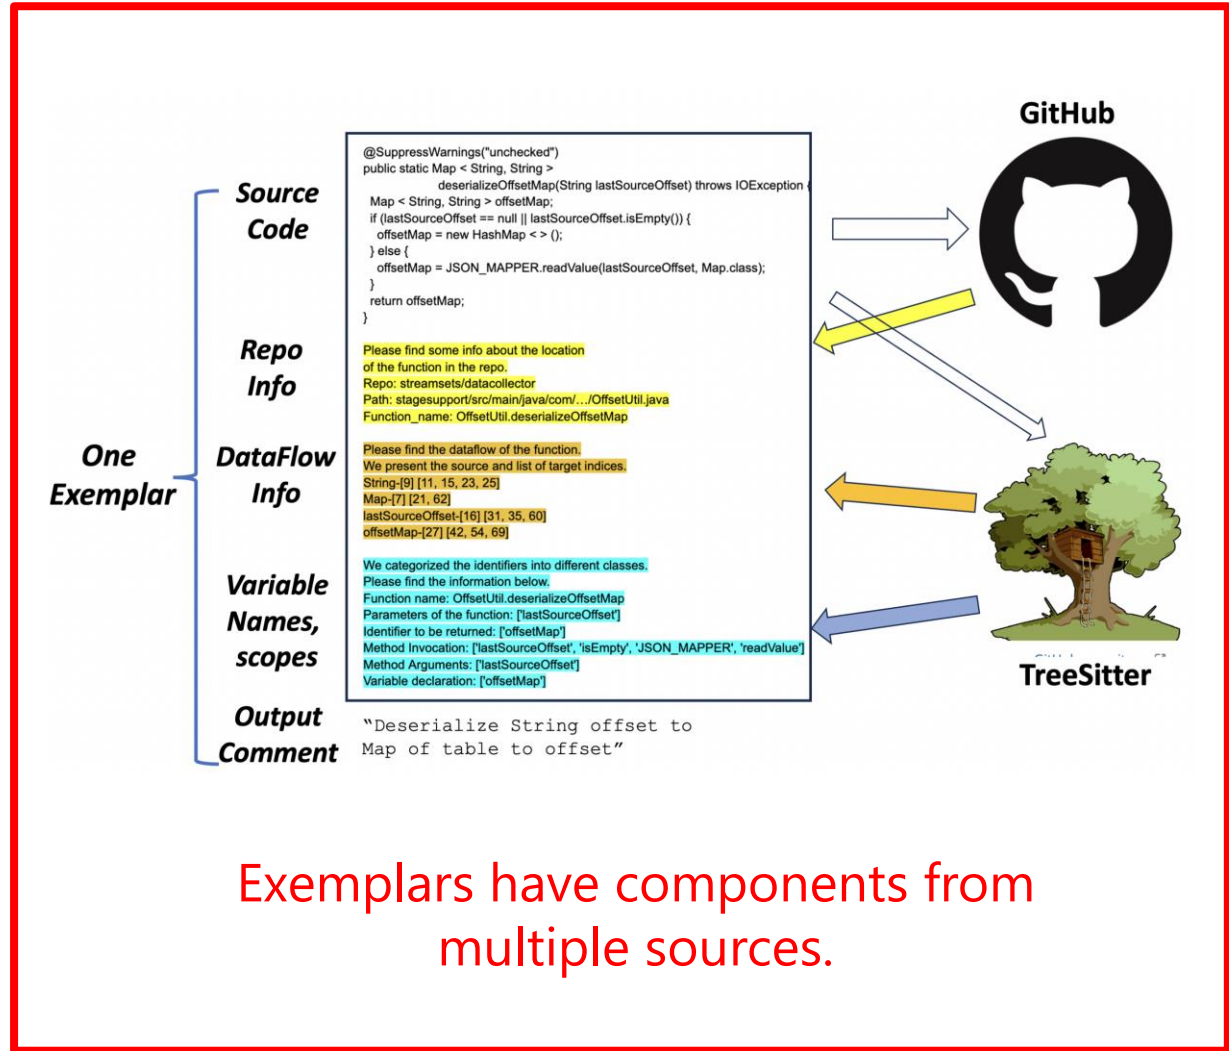 GitHub
@SuppressWarnings("unchecked")
public static Map < String, String >
deserializeOffsetMap(String lastSourceOffset) throws IOException {
Map < String, String > offsetMap;
if (lastSourceOffset == null || lastSourceOffset.isEmpty()) {
offsetMap = new HashMap < > ();
} else {
offsetMap = JSON_MAPPER.readValue(lastSourceOffset, Map.class);
}
return offsetMap;
}
Source
Code
Repo
Info
Please find some info about the location
of the function in the repo.
Repo: streamsets/datacollector
Path: stagesupport/src/main/java/com/…/OffsetUtil.java
Function_name: OffsetUtil.deserializeOffsetMap
One
Exemplar
DataFlow
Info
Please find the dataflow of the function.
We present the source and list of target indices.
String-[9] [11, 15, 23, 25]
Map-[7] [21, 62]
lastSourceOffset-[16] [31, 35, 60]
offsetMap-[27] [42, 54, 69]
Variable
Names,
scopes
We categorized the identifiers into different classes.
Please find the information below.
Function name: OffsetUtil.deserializeOffsetMap
Parameters of the function: ['lastSourceOffset']
Identifier to be returned: ['offsetMap']
Method Invocation: ['lastSourceOffset', 'isEmpty', 'JSON_MAPPER', 'readValue']
Method Arguments: ['lastSourceOffset']
Variable declaration: ['offsetMap']
TreeSitter
Output
Comment
"Deserialize String offset to
Map of table to offset"
Exemplars have components from
multiple sources.